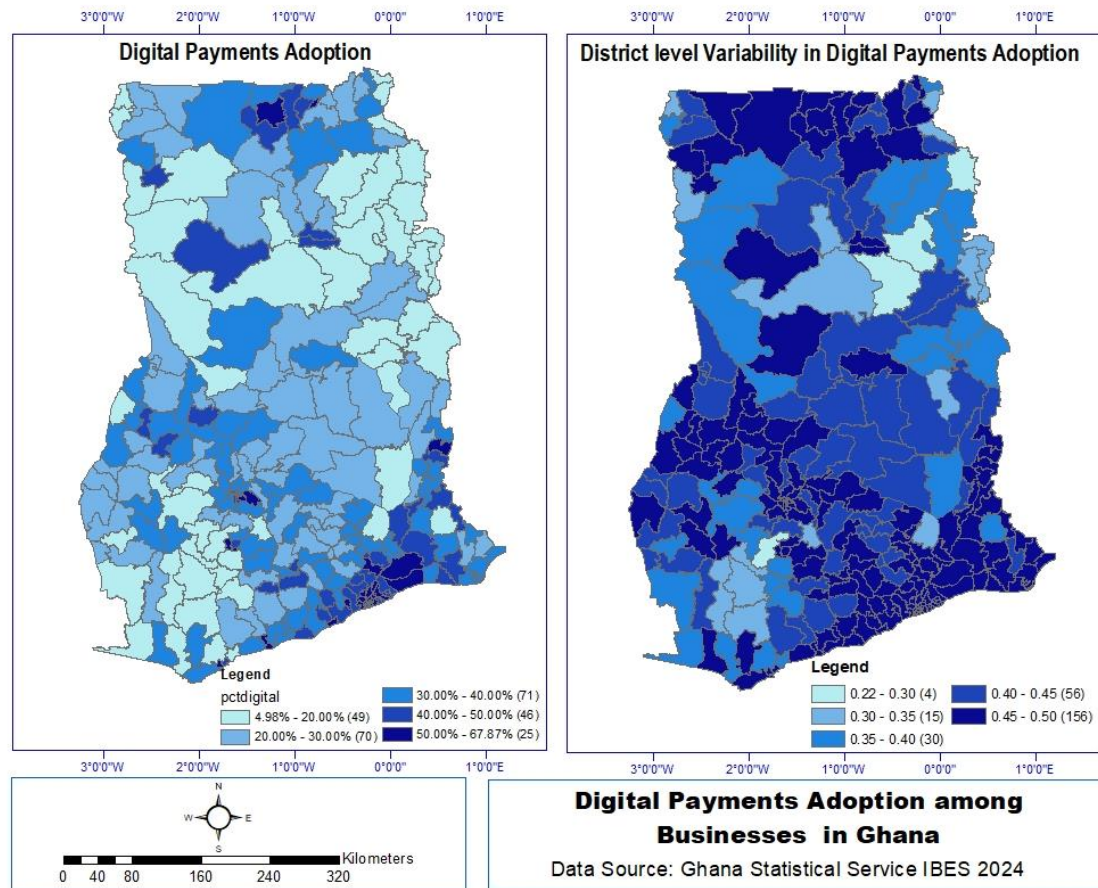 3°0'0"W 2°0'0"W 1°0'0"W 0°0'0" 1°0'0"E
Digital Payments Adoption
Legend
pctdigital
4.98% - 20.00% (49)
20.00% - 30.00% (70)
30.00% - 40.00% (71)
40.00% - 50.00% (46)
50.00% - 67.87% (25)
3°0'0"W 2°0'0"W 1°0'0"W 0°0'0" 1°0'0"E
3°0'0"W 2°0'0"W 1°0'0"W 0°0'0" 1°0'0"E
District level Variability in Digital Payments Adoption
Legend
0.22 - 0.30 (4)
0.30 - 0.35 (15)
0.35 - 0.40 (30)
0.40 - 0.45 (56)
0.45 - 0.50 (156)
3°0'0"W 2°0'0"W 1°0'0"W 0°0'0" 1°0'0"E
N
W E
S
Kilometers
0 40 80 160 240 320
Digital Payments Adoption among
Businesses in Ghana
Data Source: Ghana Statistical Service IBES 2024